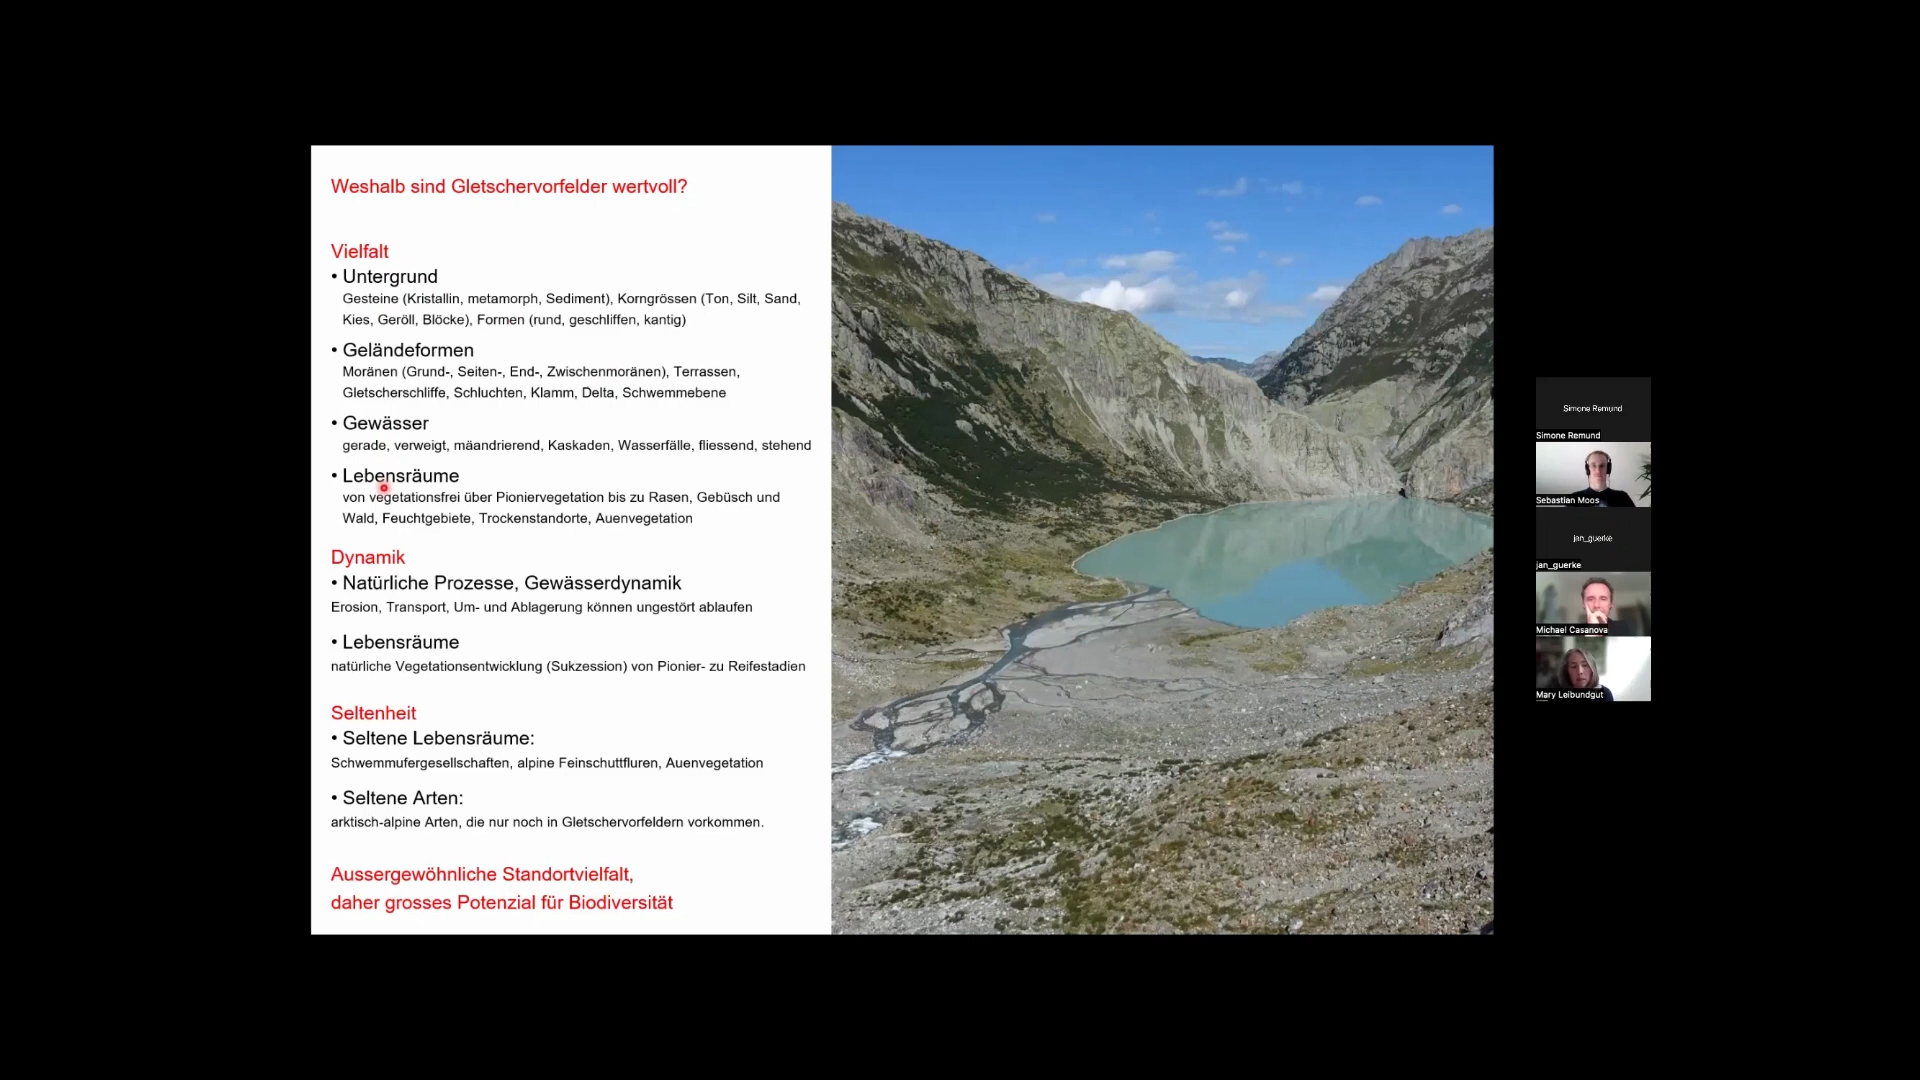 Weshalb sind Gletschervorfelder wertvoll?
Vielfalt
• Untergrund
Gesteine (Kristallin, metamorph, Sediment), Korngrössen (Ton, Silt, Sand,
Kies, Geröll, Blöcke), Formen (rund, geschliffen, kantig)
• Geländeformen
Moränen (Grund-, Seiten-, End-, Zwischenmoränen), Terrassen,
Gletscherschliffe, Schluchten, Klamm, Delta, Schwemmebene
• Gewässer
gerade, verweigt, mäandrierend, Kaskaden, Wasserfälle, fliessend, stehend
• Lebensräume
von vegetationsfrei über Pioniervegetation bis zu Rasen, Gebüsch und
Wald, Feuchtgebiete, Trockenstandorte, Auenvegetation
Dynamik
• Natürliche Prozesse, Gewässerdynamik
Erosion, Transport, Um- und Ablagerung können ungestört ablaufen
• Lebensräume
natürliche Vegetationsentwicklung (Sukzession) von Pionier- zu Reifestadien
Seltenheit
• Seltene Lebensräume:
Schwemmufergesellschaften, alpine Feinschuttfluren, Auenvegetation
• Seltene Arten:
arktisch-alpine Arten, die nur noch in Gletschervorfeldern vorkommen.
Aussergewöhnliche Standortvielfalt,
daher grosses Potenzial für Biodiversität
Simone Remund
Simone Remund
Sebastian Moos
jan_guerke
jan_guerke
Michael Casanova
Mary Leibundgut